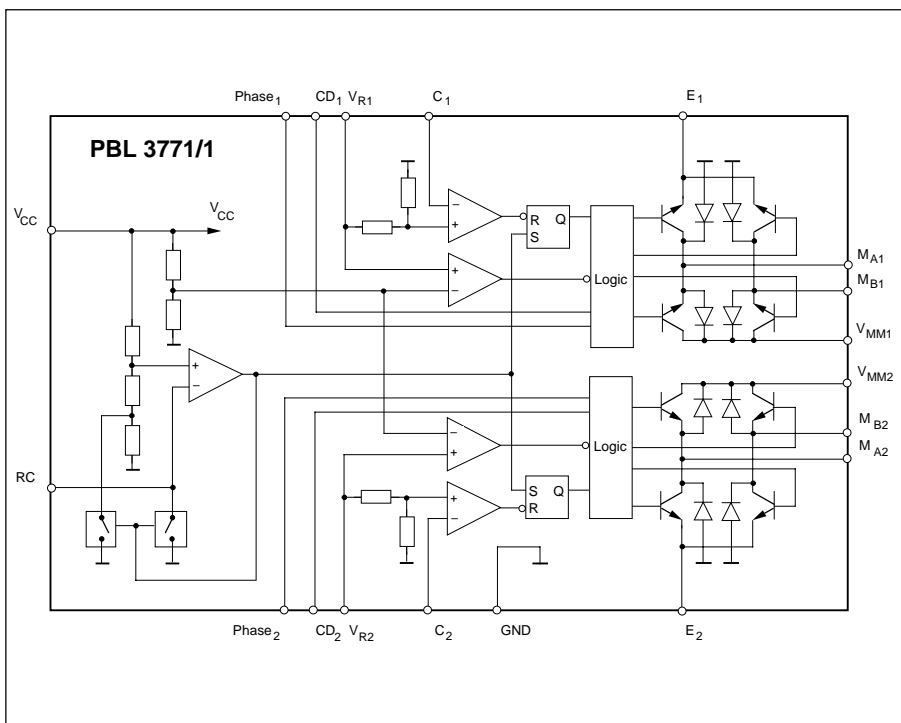 Phase1 CD1 VR1 C1 E1
PBL 3771/1
VCC VCC
+ −
− +
R Q
S
+ −
Logic
MA1
MB1
VMM1
+ −
VMM2
− +
Logic
MB2
MA2
RC
+ −
S Q
R
Phase2 CD2 VR2 C2 GND E2